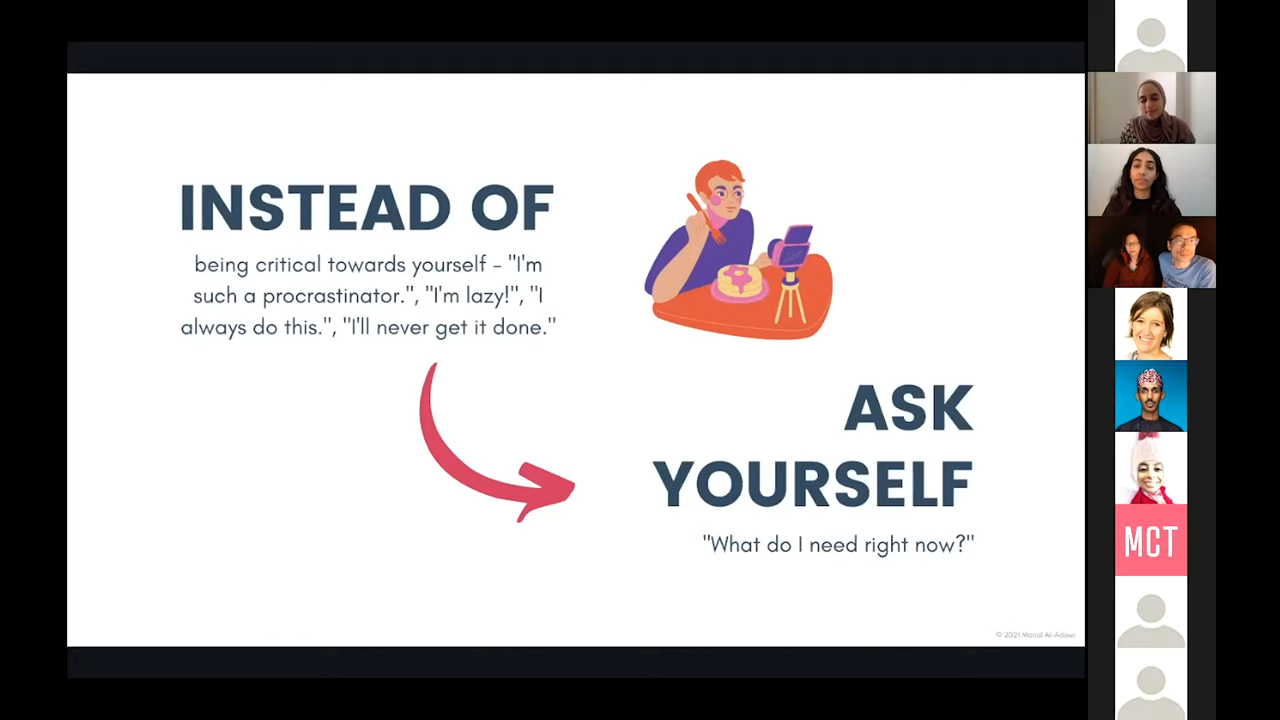 INSTEAD OF
being critical towards yourself - "I'm
such a procrastinator.", "I'm lazy!", "I
always do this.", "I'll never get it done."
ASK
YOURSELF
"What do I need right now?"
© 2021 Manal Al-Adawi
MCT